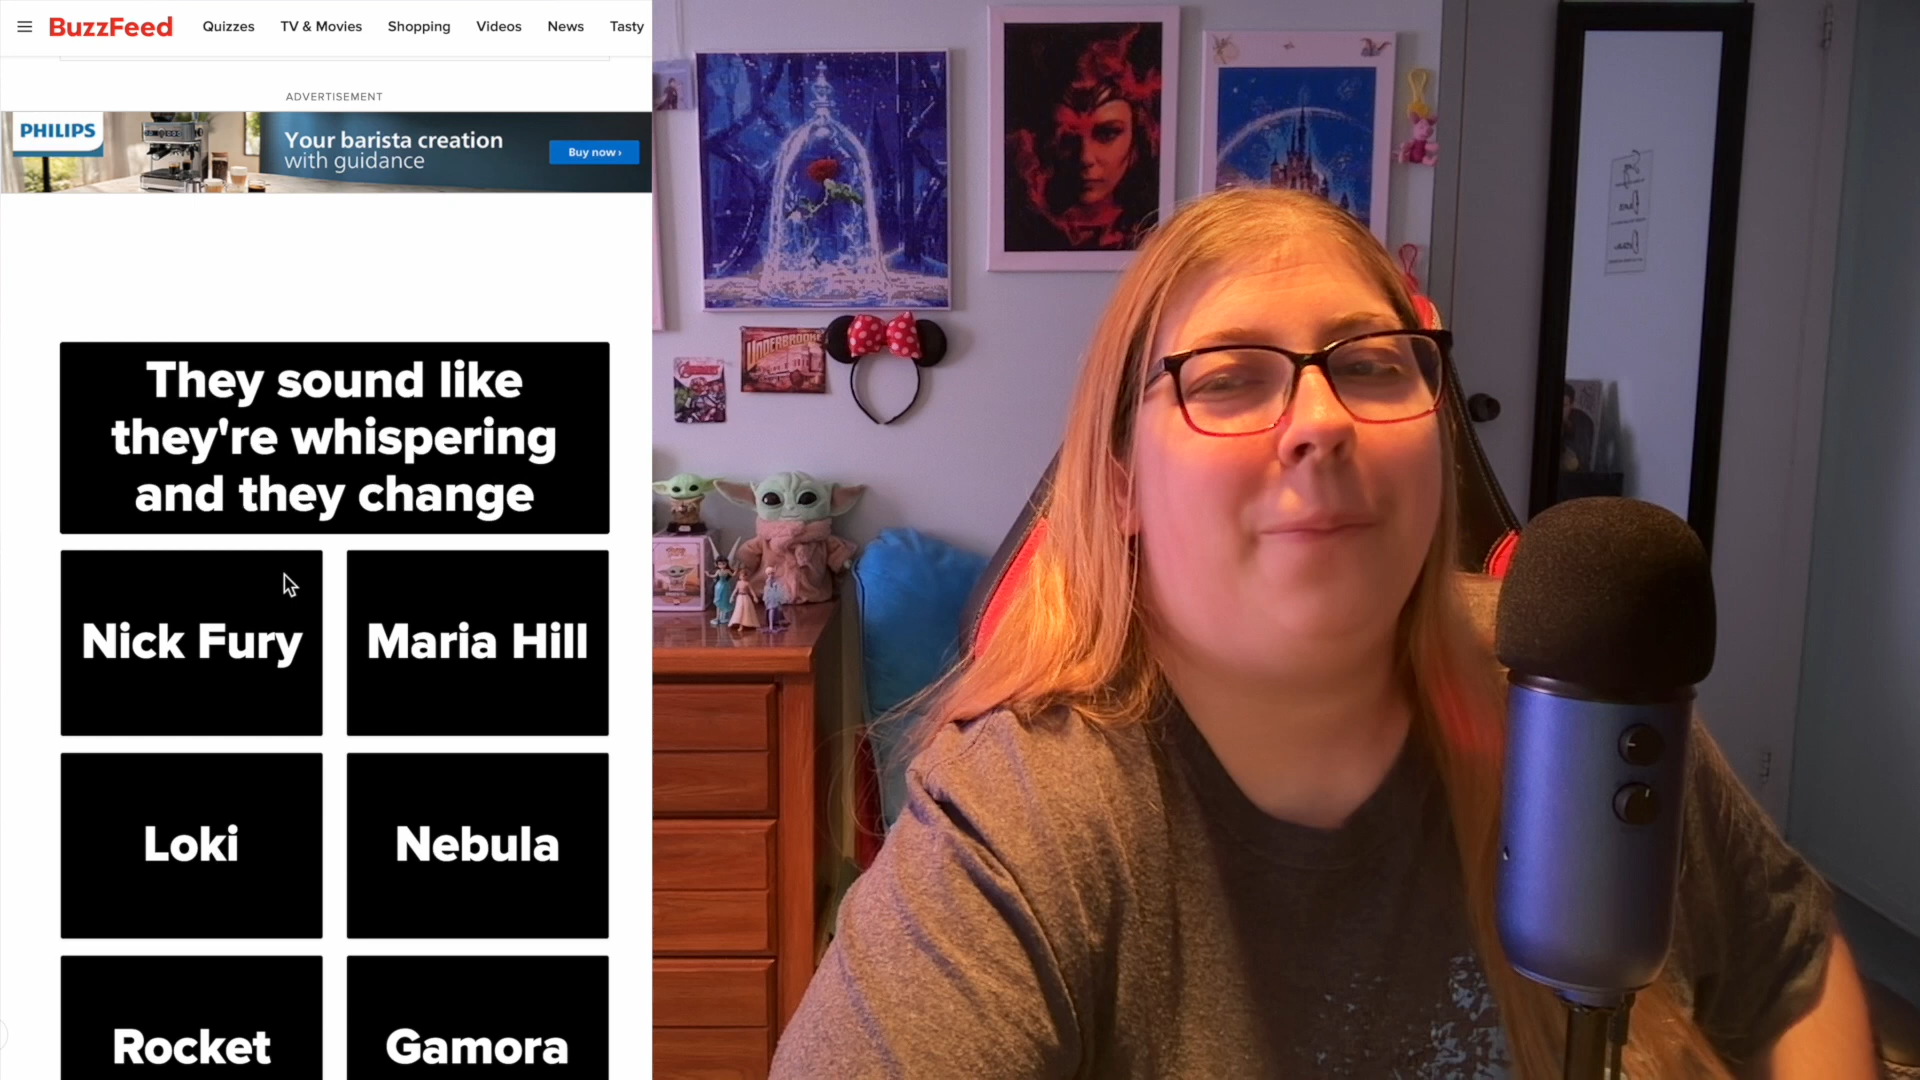 BuzzFeed Quizzes TV & Movies Shopping Videos News Tasty
ADVERTISEMENT
PHILIPS
Your barista creation
with guidance
Buy now ›
They sound like
they're whispering
and they change
Nick Fury
Maria Hill
Loki
Nebula
Rocket
Gamora